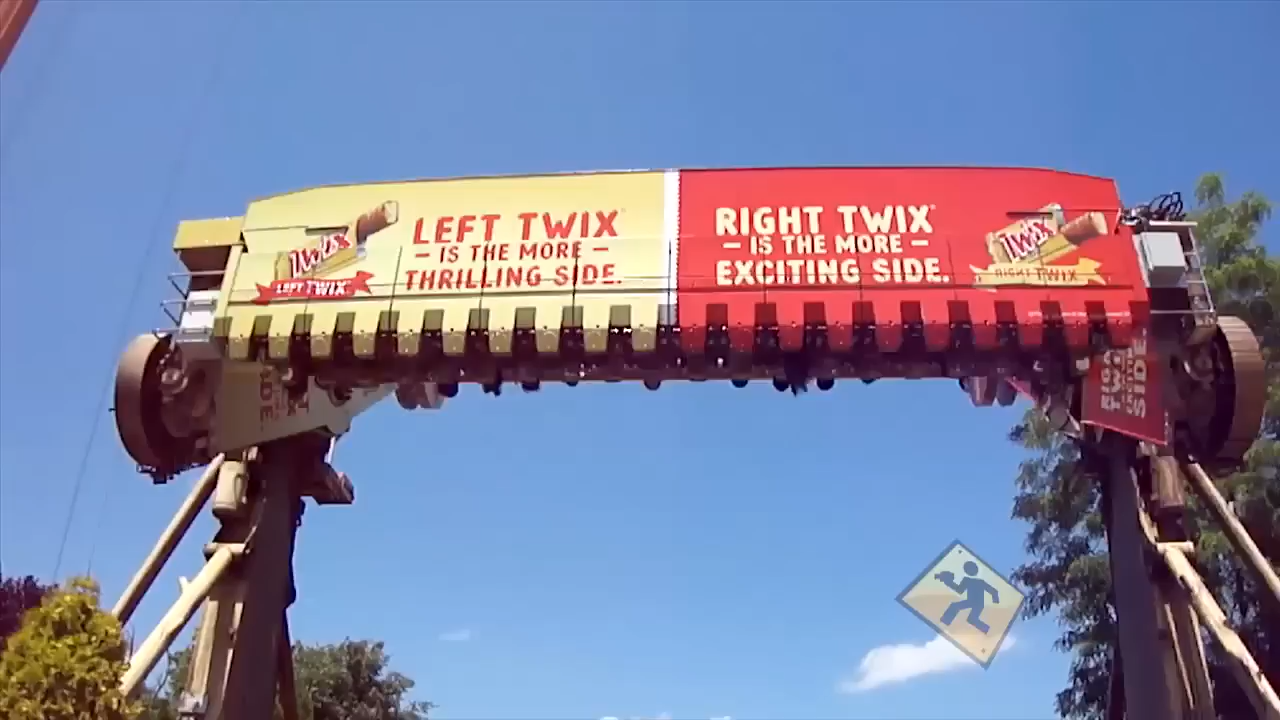 LEFT TWIX
– IS THE MORE –
THRILLING SIDE.
TWIX
LEFT TWIX
RIGHT TWIX
– IS THE MORE –
EXCITING SIDE.
TWIX
RIGHT TWIX
SIDE.